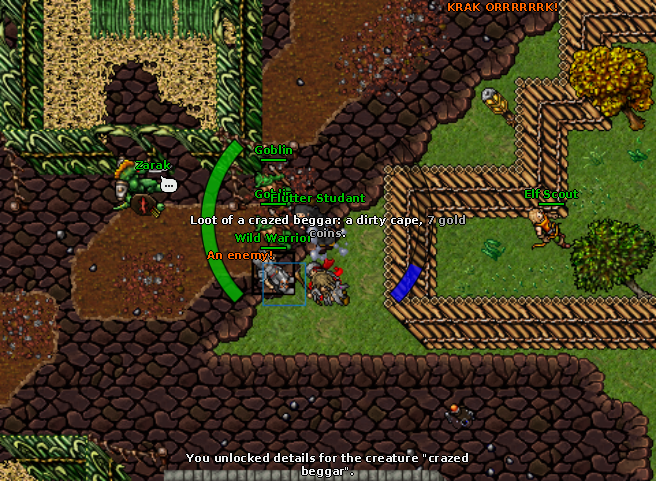 KRAK ORRRRRRK!
Goblin
Zarak
...
Elf Scout
Flutter Studant
Loot of a crazed beggar: a dirty cape, 7 gold
coins.
Wild Warrior
An enemy!
You unlocked details for the creature "crazed
beggar".